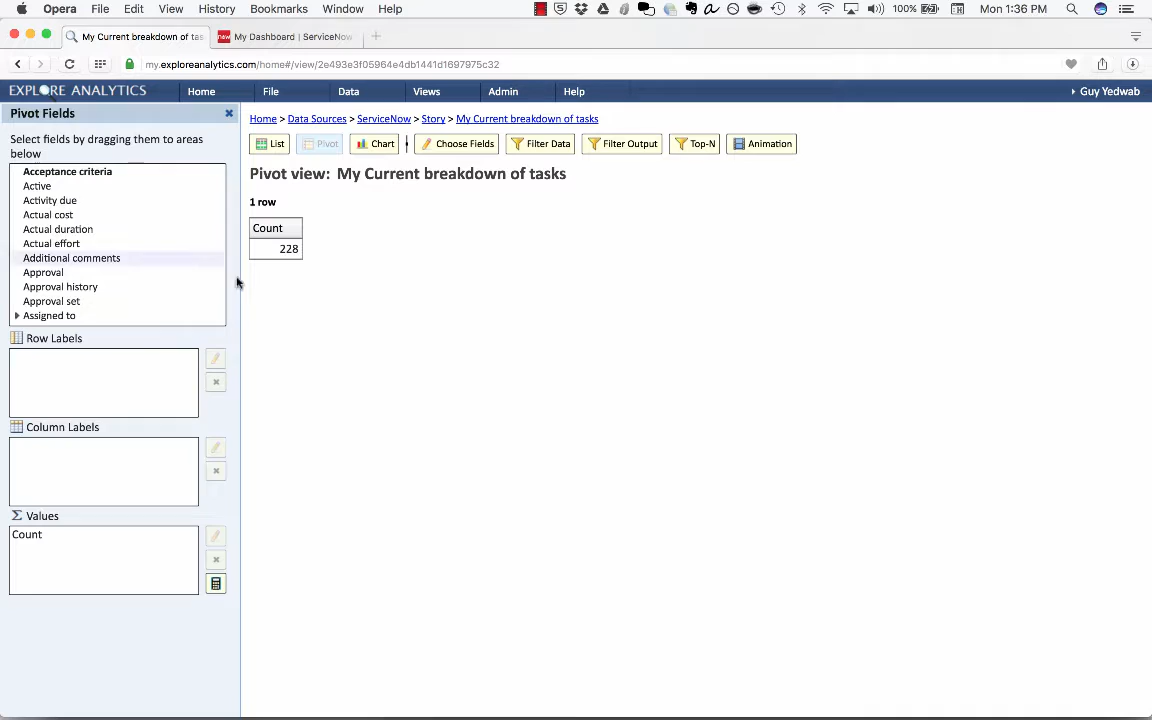 Opera File Edit View History Bookmarks Window Help 100% Mon 1:36 PM
My Current breakdown of tas
My Dashboard | ServiceNow
my.exploreanalytics.com/home#/view/2e493e3f05964e4db1441d1697975c32
EXPLORE ANALYTICS Home File Data Views Admin Help Guy Yedwab
Pivot Fields
Select fields by dragging them to areas
below
Acceptance criteria
Active
Activity due
Actual cost
Actual duration
Actual effort
Additional comments
Approval
Approval history
Approval set
Assigned to
Row Labels
Column Labels
Σ Values
Count
Home > Data Sources > ServiceNow > Story > My Current breakdown of tasks
List Pivot Chart Choose Fields Filter Data Filter Output Top-N Animation
Pivot view: My Current breakdown of tasks
1 row
Count
228